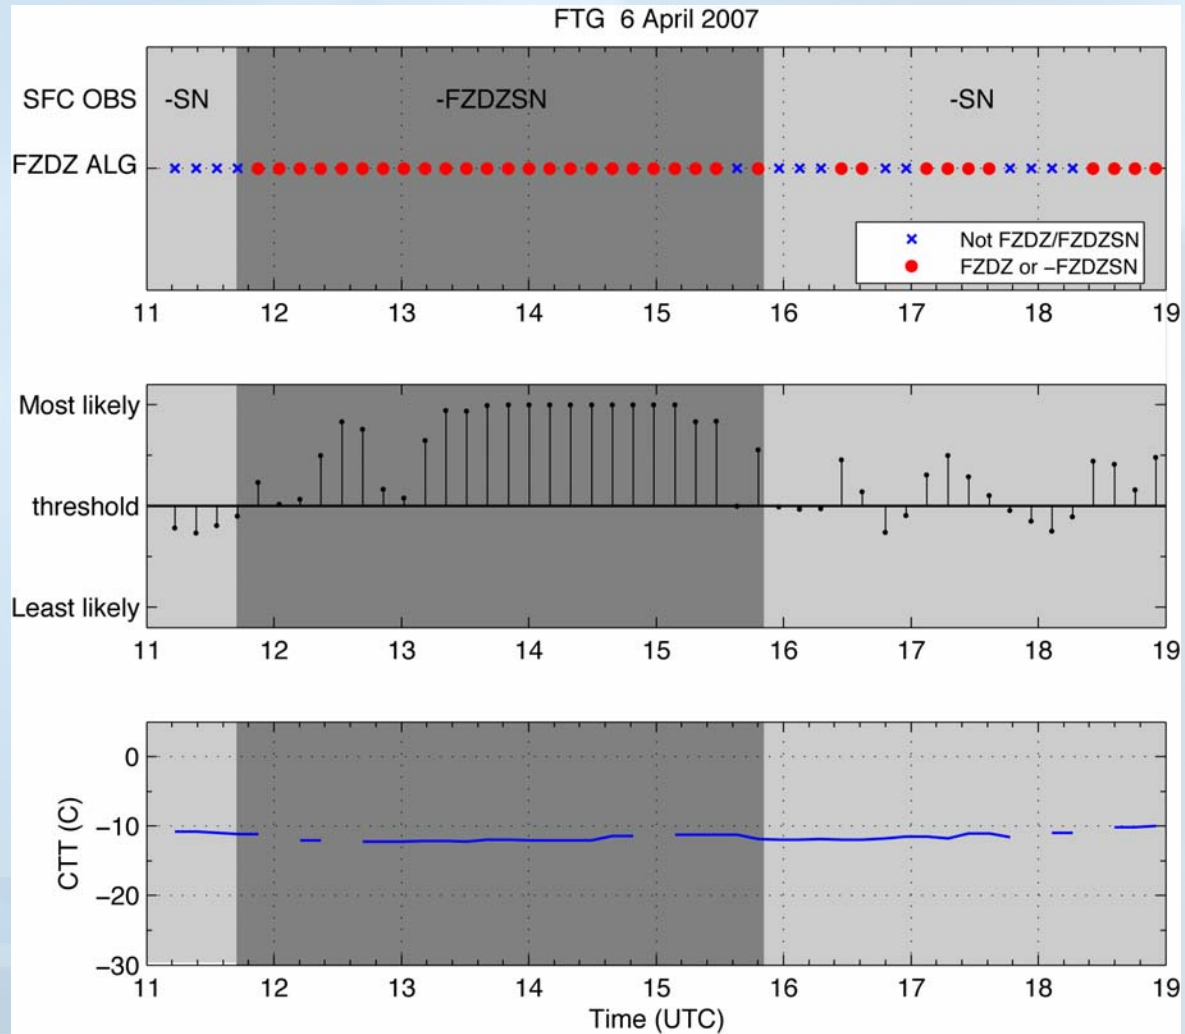 FTG 6 April 2007
SFC OBS
-SN
-FZDZSN
-SN
FZDZ ALG
Not FZDZ/FZDZSN
FZDZ or −FZDZSN
11 12 13 14 15 16 17 18 19
Most likely
threshold
Least likely
11 12 13 14 15 16 17 18 19
CTT (C)
0
−10
−20
−30
11 12 13 14 15 16 17 18 19
Time (UTC)